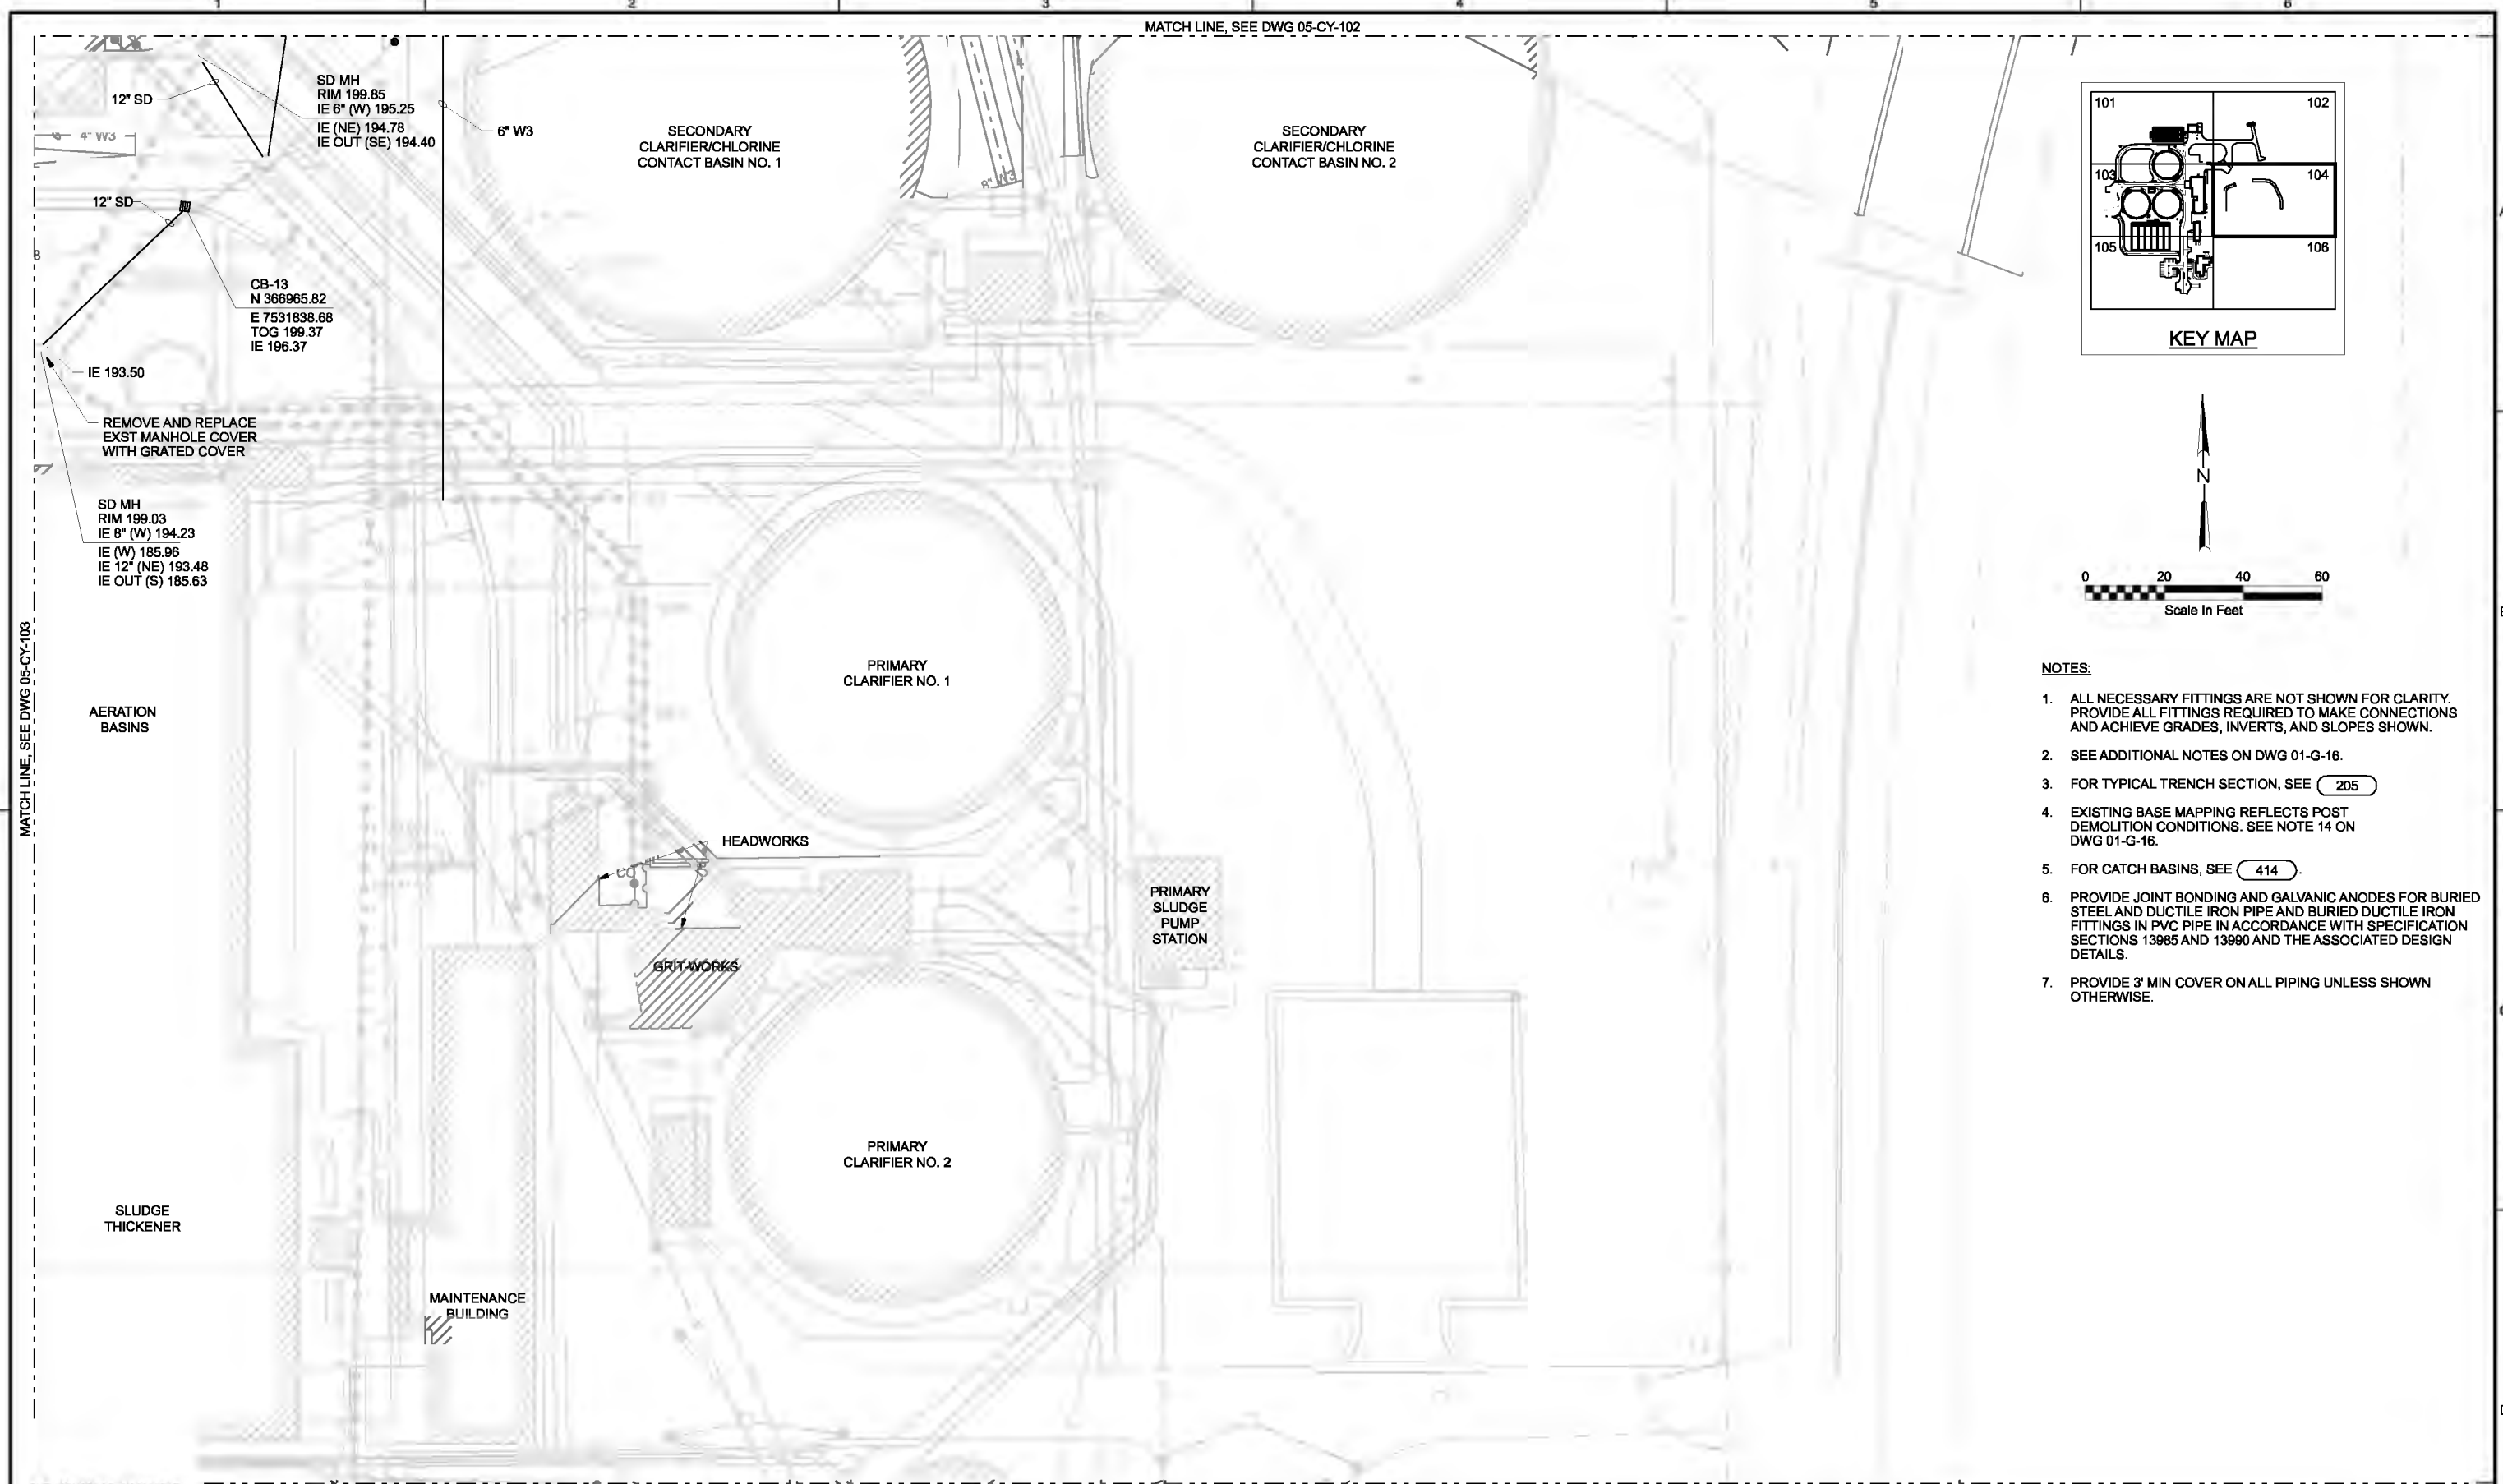 1 2 3 4 5 6
MATCH LINE, SEE DWG 05-CY-102
12" SD
SD MH
RIM 199.85
IE 6" (W) 195.25
IE (NE) 194.78
IE OUT (SE) 194.40
4" W3
6" W3
SECONDARY
CLARIFIER/CHLORINE
CONTACT BASIN NO. 1
8" W3
SECONDARY
CLARIFIER/CHLORINE
CONTACT BASIN NO. 2
12" SD
CB-13
N 366965.82
E 7531838.68
TOG 199.37
IE 196.37
IE 193.50
REMOVE AND REPLACE
EXST MANHOLE COVER
WITH GRATED COVER
SD MH
RIM 199.03
IE 8" (W) 194.23
IE (W) 185.96
IE 12" (NE) 193.48
IE OUT (S) 185.63
MATCH LINE, SEE DWG 05-CY-103
AERATION
BASINS
PRIMARY
CLARIFIER NO. 1
HEADWORKS
GRIT WORKS
PRIMARY
SLUDGE
PUMP
STATION
PRIMARY
CLARIFIER NO. 2
SLUDGE
THICKENER
MAINTENANCE
BUILDING
101 102
103 104
105 106
KEY MAP
N
0 20 40 60
Scale In Feet
NOTES:
1. ALL NECESSARY FITTINGS ARE NOT SHOWN FOR CLARITY.
PROVIDE ALL FITTINGS REQUIRED TO MAKE CONNECTIONS
AND ACHIEVE GRADES, INVERTS, AND SLOPES SHOWN.
2. SEE ADDITIONAL NOTES ON DWG 01-G-16.
3. FOR TYPICAL TRENCH SECTION, SEE 205
4. EXISTING BASE MAPPING REFLECTS POST
DEMOLITION CONDITIONS. SEE NOTE 14 ON
DWG 01-G-16.
5. FOR CATCH BASINS, SEE 414.
6. PROVIDE JOINT BONDING AND GALVANIC ANODES FOR BURIED
STEEL AND DUCTILE IRON PIPE AND BURIED DUCTILE IRON
FITTINGS IN PVC PIPE IN ACCORDANCE WITH SPECIFICATION
SECTIONS 13985 AND 13990 AND THE ASSOCIATED DESIGN
DETAILS.
7. PROVIDE 3' MIN COVER ON ALL PIPING UNLESS SHOWN
OTHERWISE.